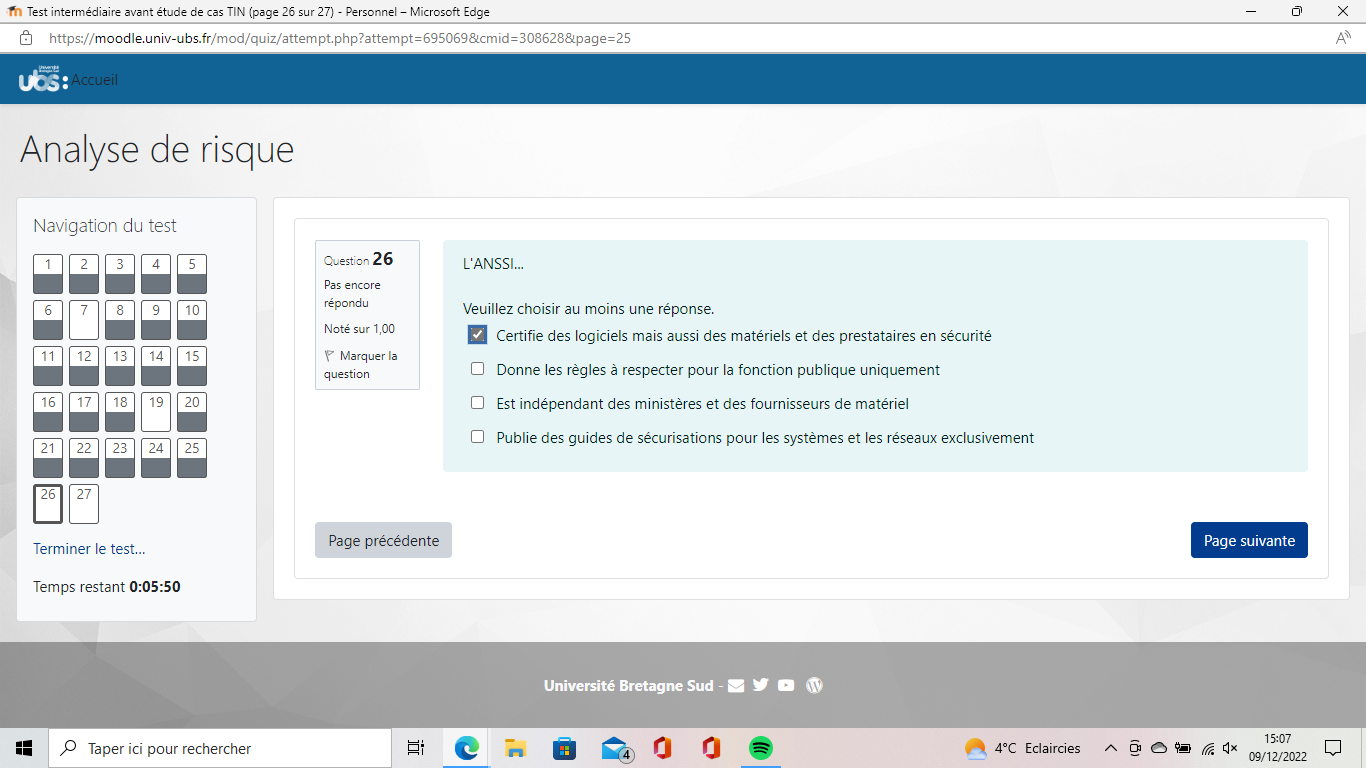 Test intermédiaire avant étude de cas TIN (page 26 sur 27) - Personnel – Microsoft Edge
https://moodle.univ-ubs.fr/mod/quiz/attempt.php?attempt=695069&cmid=308628&page=25
ubs: Accueil
Analyse de risque
Navigation du test
1 2 3 4 5
6 7 8 9 10
11 12 13 14 15
16 17 18 19 20
21 22 23 24 25
26 27
Terminer le test...
Temps restant 0:05:50
Question 26
Pas encore
répondu
Noté sur 1,00
Marquer la
question
L'ANSSI...
Veuillez choisir au moins une réponse.
Certifie des logiciels mais aussi des matériels et des prestataires en sécurité
Donne les règles à respecter pour la fonction publique uniquement
Est indépendant des ministères et des fournisseurs de matériel
Publie des guides de sécurisations pour les systèmes et les réseaux exclusivement
Page précédente
Page suivante
Université Bretagne Sud -
Taper ici pour rechercher
4
4°C Eclaircies
15:07
09/12/2022